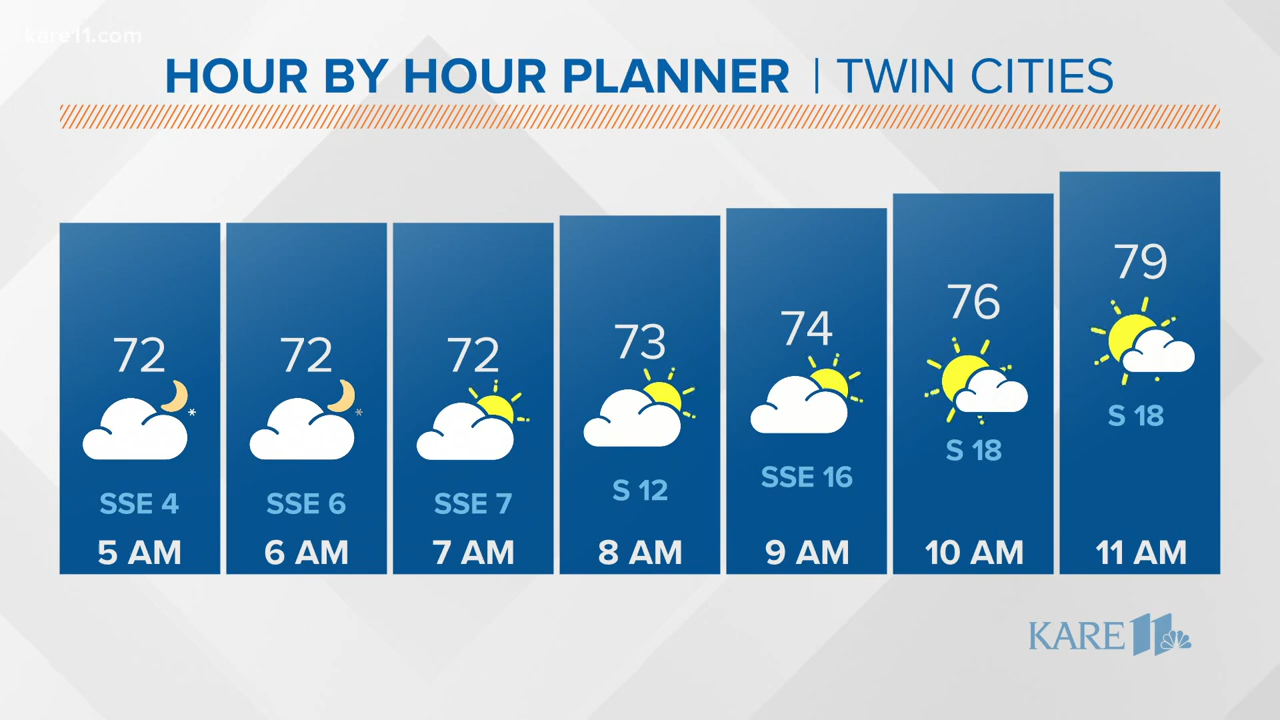 kare11.com
HOUR BY HOUR PLANNER | TWIN CITIES
72 72 72 73 74 76 79
SSE 4 SSE 6 SSE 7 S 12 SSE 16 S 18 S 18
5 AM 6 AM 7 AM 8 AM 9 AM 10 AM 11 AM
KARE 11